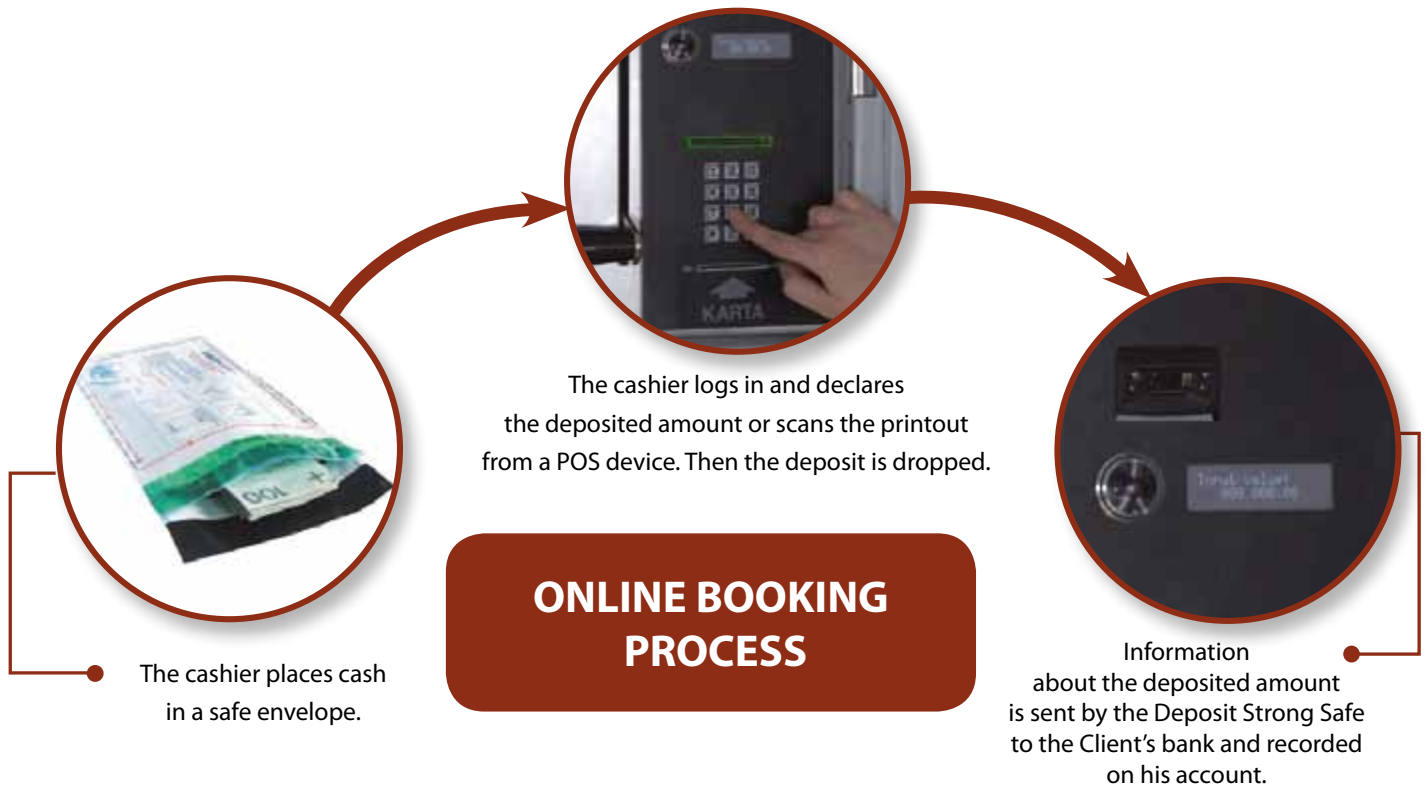 KARTA
The cashier logs in and declares
the deposited amount or scans the printout
from a POS device. Then the deposit is dropped.
100
ONLINE BOOKING
PROCESS
The cashier places cash
in a safe envelope.
Information
about the deposited amount
is sent by the Deposit Strong Safe
to the Client's bank and recorded
on his account.